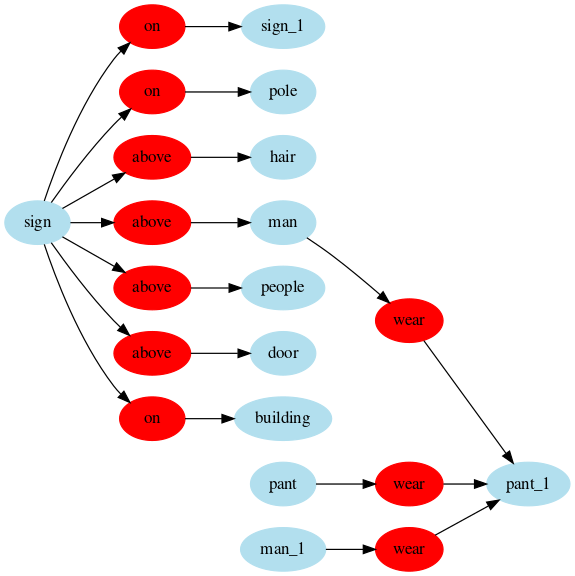 on sign_1
on pole
above hair
sign above man
above people
wear
above door
on building
pant wear pant_1
man_1 wear